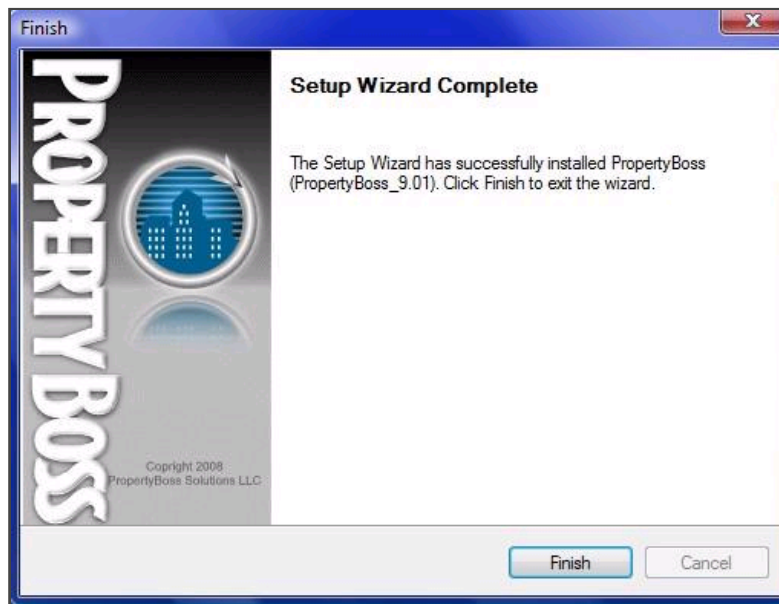 Finish
PROPERTY BOSS
Setup Wizard Complete
The Setup Wizard has successfully installed PropertyBoss
(PropertyBoss_9.01). Click Finish to exit the wizard.
Copright 2008
PropertyBoss Solutions LLC
Finish
Cancel